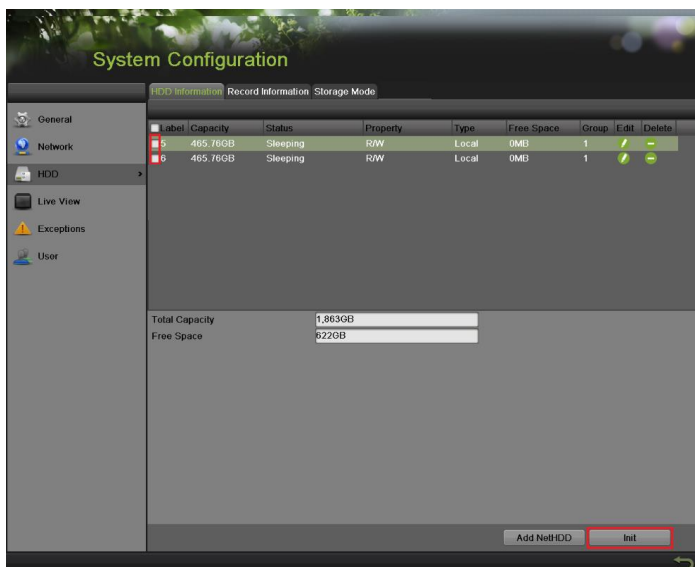 System Configuration
HDD Information Record Information Storage Mode
General
Network
HDD
Live View
Exceptions
User
Label Capacity Status Property Type Free Space Group Edit Delete
5 465.76GB Sleeping R/W Local 0MB 1
6 465.76GB Sleeping R/W Local 0MB 1
Total Capacity 1,863GB
Free Space 622GB
Add NetHDD Init